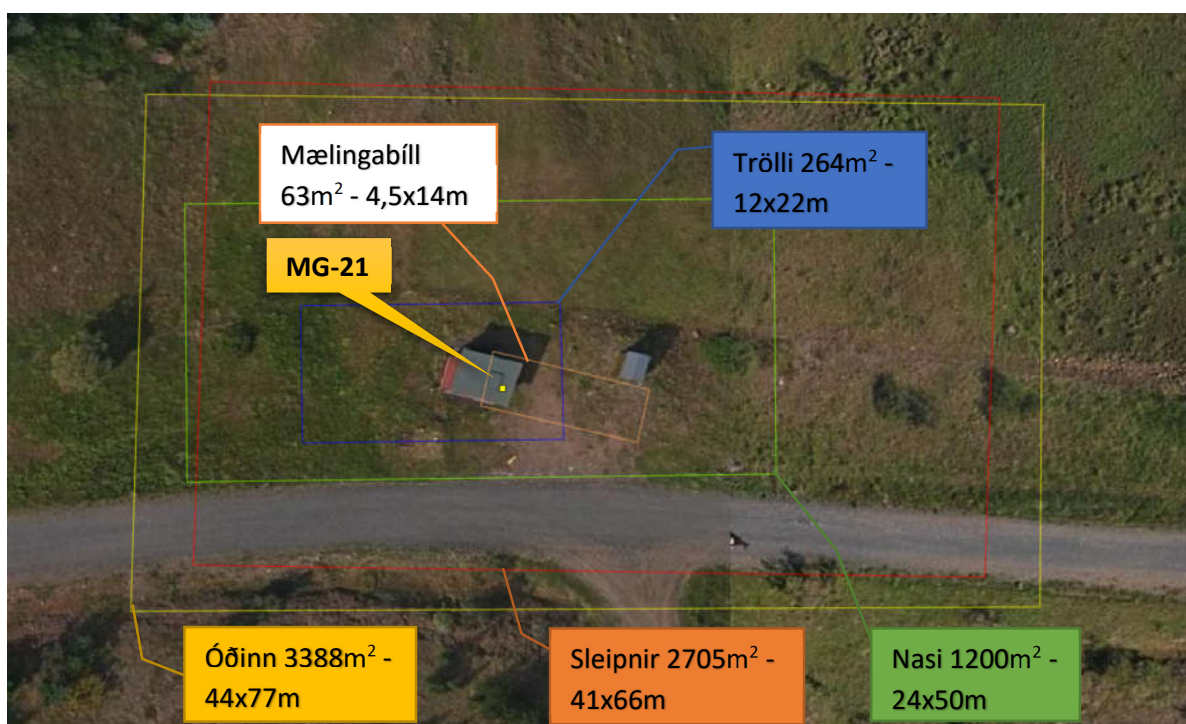 Mælingabíll
63m² - 4,5x14m
Trölli 264m² -
12x22m
MG-21
Óðinn 3388m² -
44x77m
Sleipnir 2705m² -
41x66m
Nasi 1200m² -
24x50m